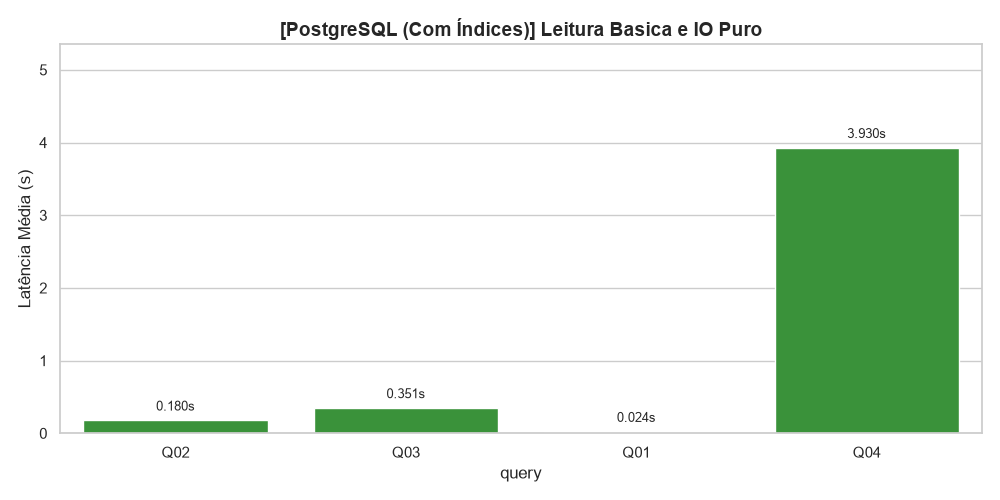 [PostgreSQL (Com Índices)] Leitura Basica e IO Puro
Latência Média (s)
5
4
3
2
1
0
0.180s
0.351s
0.024s
3.930s
Q02
Q03
Q01
Q04
query